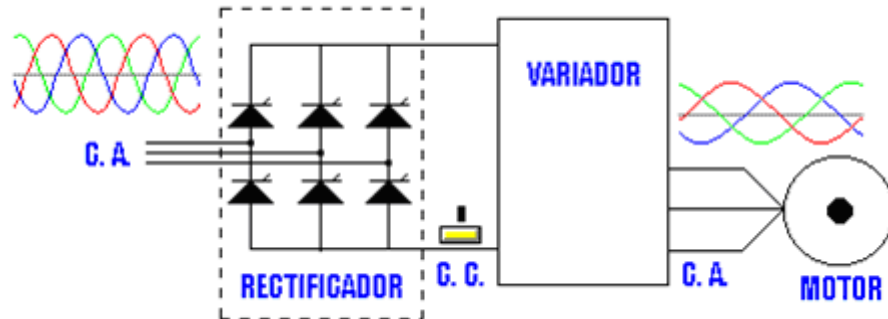 VARIADOR
C. A.
RECTIFICADOR
C. C.
C. A.
MOTOR